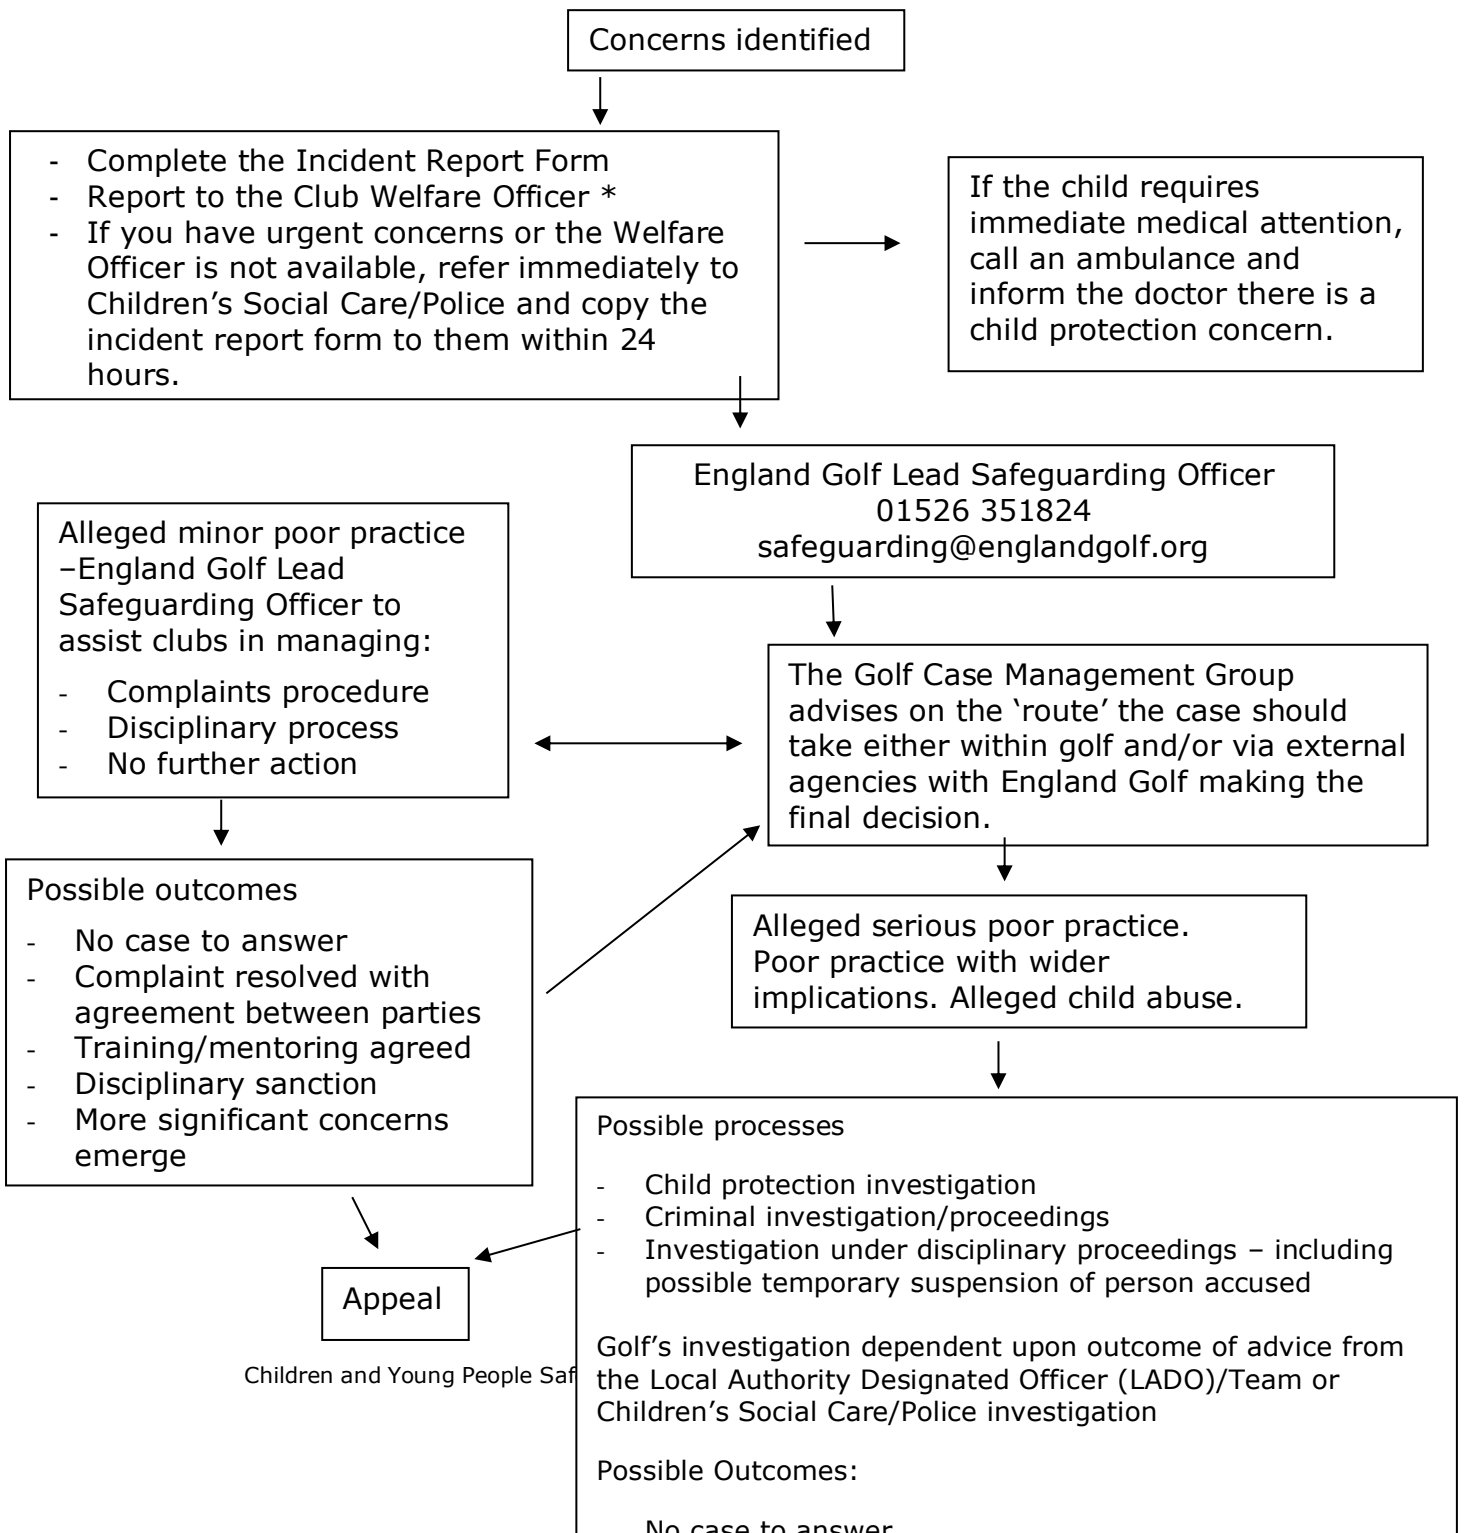 Concerns identified
- Complete the Incident Report Form
- Report to the Club Welfare Officer *
- If you have urgent concerns or the Welfare
Officer is not available, refer immediately to
Children’s Social Care/Police and copy the
incident report form to them within 24
hours.
If the child requires
immediate medical attention,
call an ambulance and
inform the doctor there is a
child protection concern.
England Golf Lead Safeguarding Officer
01526 351824
safeguarding@englandgolf.org
Alleged minor poor practice
–England Golf Lead
Safeguarding Officer to
assist clubs in managing:
- Complaints procedure
- Disciplinary process
- No further action
The Golf Case Management Group
advises on the ‘route’ the case should
take either within golf and/or via external
agencies with England Golf making the
final decision.
Possible outcomes
- No case to answer
- Complaint resolved with
agreement between parties
- Training/mentoring agreed
- Disciplinary sanction
- More significant concerns
emerge
Alleged serious poor practice.
Poor practice with wider
implications. Alleged child abuse.
Possible processes
- Child protection investigation
- Criminal investigation/proceedings
- Investigation under disciplinary proceedings – including
possible temporary suspension of person accused
Golf’s investigation dependent upon outcome of advice from
the Local Authority Designated Officer (LADO)/Team or
Children’s Social Care/Police investigation
Possible Outcomes:
No case to answer
Appeal
Children and Young People Saf